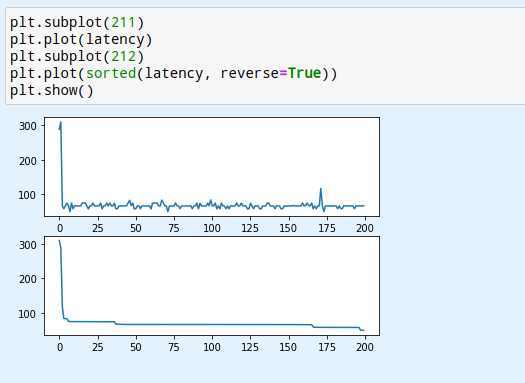 plt.subplot(211)
plt.plot(latency)
plt.subplot(212)
plt.plot(sorted(latency, reverse=True))
plt.show()
300
200
100
0 25 50 75 100 125 150 175 200
300
200
100
0 25 50 75 100 125 150 175 200